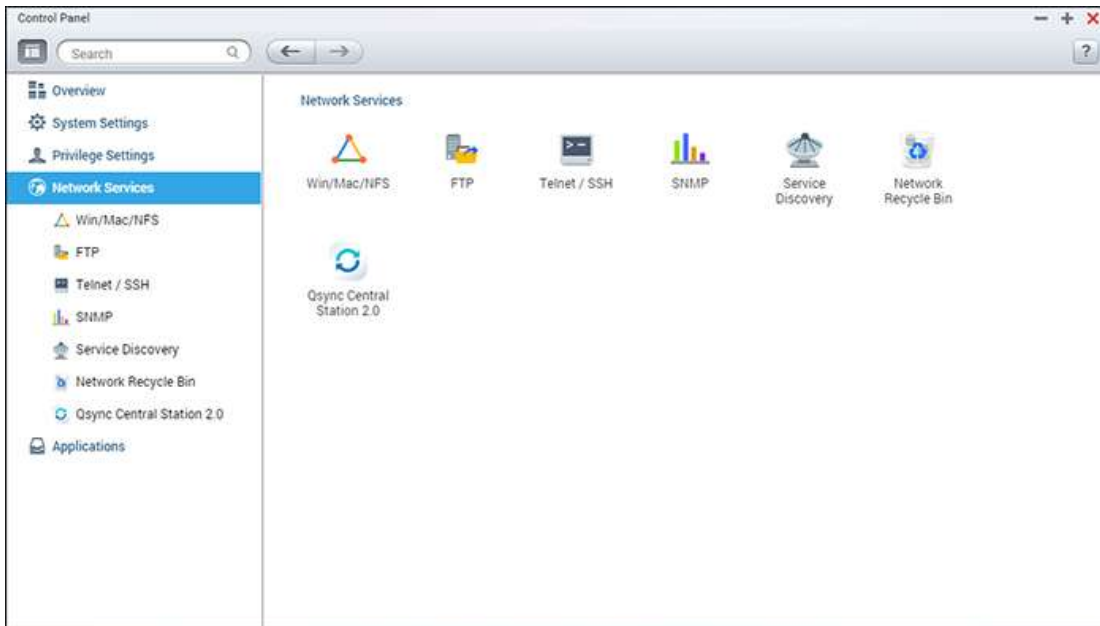 Control Panel
Search
?
Overview
System Settings
Privilege Settings
Network Services
Win/Mac/NFS
FTP
Telnet / SSH
SNMP
Service Discovery
Network Recycle Bin
Qsync Central Station 2.0
Applications
Network Services
Win/Mac/NFS
FTP
Telnet / SSH
SNMP
Service
Discovery
Network
Recycle Bin
Qsync Central
Station 2.0